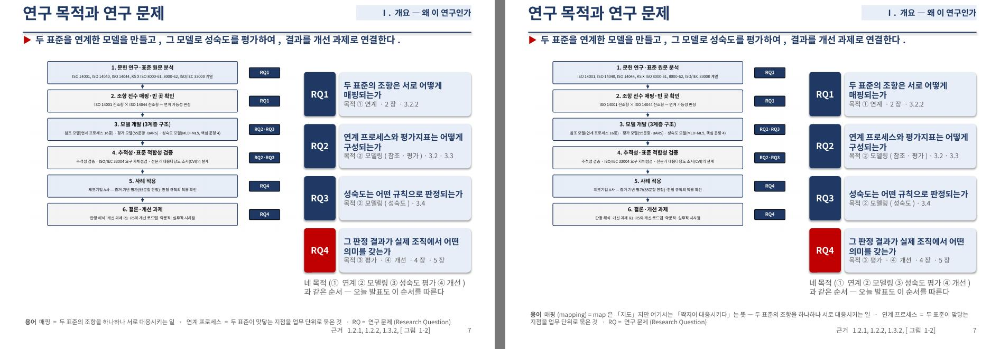 연구 목적과 연구 문제
Ⅰ. 개요 — 왜 이 연구인가
▶ 두 표준을 연계한 모델을 만들고 , 그 모델로 성숙도를 평가하여 , 결과를 개선 과제로 연결한다 .
1. 문헌 연구·표준 원문 분석
ISO 14001, ISO 14040, ISO 14044, KS X ISO 8000-61, 8000-62, ISO/IEC 33000 계열
RQ1
2. 조항 전수 매핑·빈 곳 확인
ISO 14001 전조항 × ISO 14044 전조항 — 연계 가능성 판정
RQ1
3. 모델 개발 (3계층 구조)
참조 모델(연계 프로세스 16종) · 평가 모델(55문항·BARS) · 성숙도 모델(ML0~ML5, 핵심 문항 4)
RQ2·RQ3
4. 추적성·표준 적합성 검증
추적성 검증 · ISO/IEC 33004 요구 자체점검 · 전문가 내용타당도 조사(CVI)의 설계
RQ2·RQ3
5. 사례 적용
제조기업 A사 — 증거 기반 평가(55문항 판정)·판정 규칙의 적용 확인
RQ4
6. 결론·개선 과제
판정 해석·개선 과제 R1~R5와 개선 로드맵·학문적·실무적 시사점
RQ4
RQ1
두 표준의 조항은 서로 어떻게
매핑되는가
목적 ① 연계 · 2 장 · 3.2.2
RQ2
연계 프로세스와 평가지표는 어떻게
구성되는가
목적 ② 모델링 ( 참조 · 평가 ) · 3.2 · 3.3
RQ3
성숙도는 어떤 규칙으로 판정되는가
목적 ② 모델링 ( 성숙도 ) · 3.4
RQ4
그 판정 결과가 실제 조직에서 어떤
의미를 갖는가
목적 ③ 평가 · ④ 개선 · 4 장 · 5 장
네 목적 (① 연계 ② 모델링 ③ 성숙도 평가 ④ 개선 )
과 같은 순서 — 오늘 발표도 이 순서를 따른다
용어 매핑 = 두 표준의 조항을 하나하나 서로 대응시키는 일 · 연계 프로세스 = 두 표준이 맞닿는 지점을 업무 단위로 묶은 것 · RQ = 연구 문제 (Research Question)
근거 1.2.1, 1.2.2, 1.3.2, [ 그림 1-2]
7
연구 목적과 연구 문제
Ⅰ. 개요 — 왜 이 연구인가
▶ 두 표준을 연계한 모델을 만들고 , 그 모델로 성숙도를 평가하여 , 결과를 개선 과제로 연결한다 .
1. 문헌 연구·표준 원문 분석
ISO 14001, ISO 14040, ISO 14044, KS X ISO 8000-61, 8000-62, ISO/IEC 33000 계열
RQ1
2. 조항 전수 매핑·빈 곳 확인
ISO 14001 전조항 × ISO 14044 전조항 — 연계 가능성 판정
RQ1
3. 모델 개발 (3계층 구조)
참조 모델(연계 프로세스 16종) · 평가 모델(55문항·BARS) · 성숙도 모델(ML0~ML5, 핵심 문항 4)
RQ2·RQ3
4. 추적성·표준 적합성 검증
추적성 검증 · ISO/IEC 33004 요구 자체점검 · 전문가 내용타당도 조사(CVI)의 설계
RQ2·RQ3
5. 사례 적용
제조기업 A사 — 증거 기반 평가(55문항 판정)·판정 규칙의 적용 확인
RQ4
6. 결론·개선 과제
판정 해석·개선 과제 R1~R5와 개선 로드맵·학문적·실무적 시사점
RQ4
RQ1
두 표준의 조항은 서로 어떻게
매핑되는가
목적 ① 연계 · 2 장 · 3.2.2
RQ2
연계 프로세스와 평가지표는 어떻게
구성되는가
목적 ② 모델링 ( 참조 · 평가 ) · 3.2 · 3.3
RQ3
성숙도는 어떤 규칙으로 판정되는가
목적 ② 모델링 ( 성숙도 ) · 3.4
RQ4
그 판정 결과가 실제 조직에서 어떤
의미를 갖는가
목적 ③ 평가 · ④ 개선 · 4 장 · 5 장
네 목적 (① 연계 ② 모델링 ③ 성숙도 평가 ④ 개선 )
과 같은 순서 — 오늘 발표도 이 순서를 따른다
용어 매핑 (mapping) = map 은 「지도」지만 여기서는 「짝지어 대응시키다」는 뜻 — 두 표준의 조항을 하나하나 서로 대응시키는 일 · 연계 프로세스 = 두 표준이 맞닿는
지점을 업무 단위로 묶은 것 · RQ = 연구 문제 (Research Question)
근거 1.2.1, 1.2.2, 1.3.2, [ 그림 1-2]
7